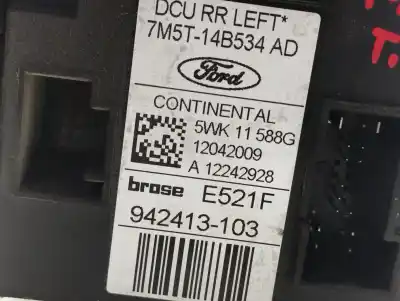 DCU RR LEFT*
7M5T-14B534 AD
Ford
CONTINENTAL
5WK 11 588G
12042009
A 12242928
brose E521F
942413-103